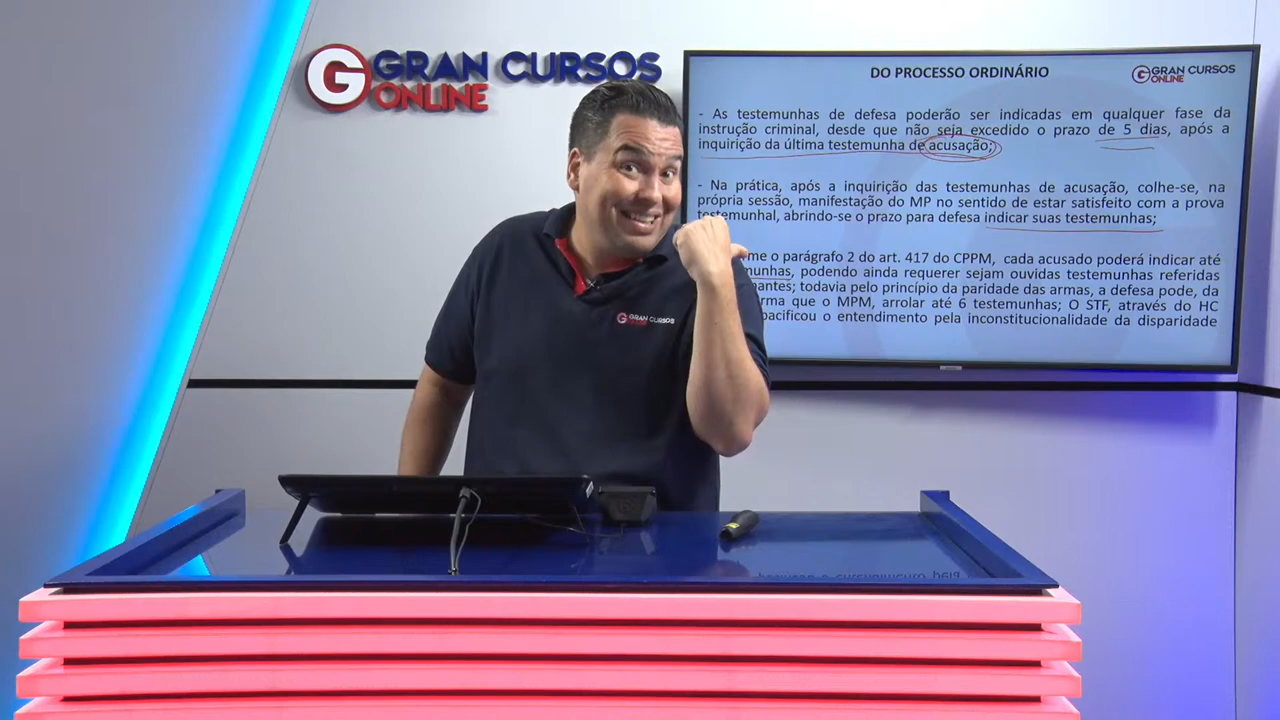 GRAN CURSOS
ONLINE
DO PROCESSO ORDINÁRIO
GRAN CURSOS
ONLINE
- As testemunhas de defesa poderão ser indicadas em qualquer fase da
instrução criminal, desde que não seja excedido o prazo de 5 dias, após a
inquirição da última testemunha de acusação;
- Na prática, após a inquirição das testemunhas de acusação, colhe-se, na
própria sessão, manifestação do MP no sentido de estar satisfeito com a prova
testemunhal, abrindo-se o prazo para defesa indicar suas testemunhas;
me o parágrafo 2 do art. 417 do CPPM, cada acusado poderá indicar até
munhas, podendo ainda requerer sejam ouvidas testemunhas referidas
mantes; todavia pelo princípio da paridade das armas, a defesa pode, da
rma que o MPM, arrolar até 6 testemunhas; O STF, através do HC
pacificou o entendimento pela inconstitucionalidade da disparidade
GRAN CURSOS
ONLINE